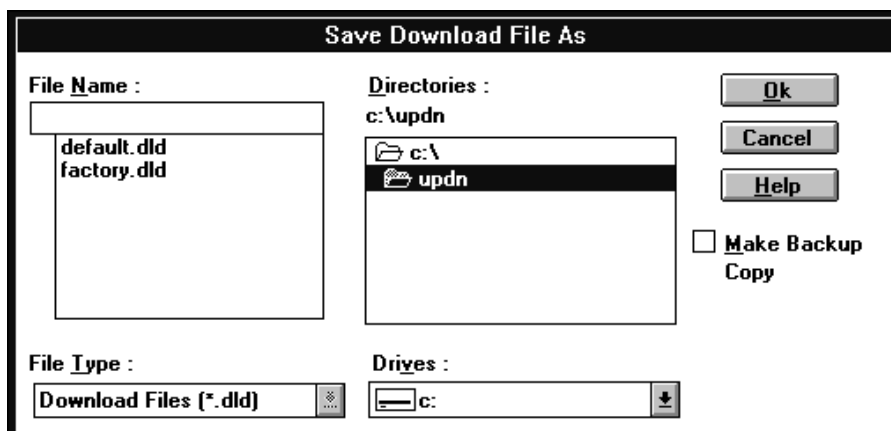 Save Download File As
File Name :
default.dld
factory.dld
Directories :
c:\updn
c:\
updn
Ok
Cancel
Help
Make Backup
Copy
File Type :
Download Files (*.dld)
Drives :
c: